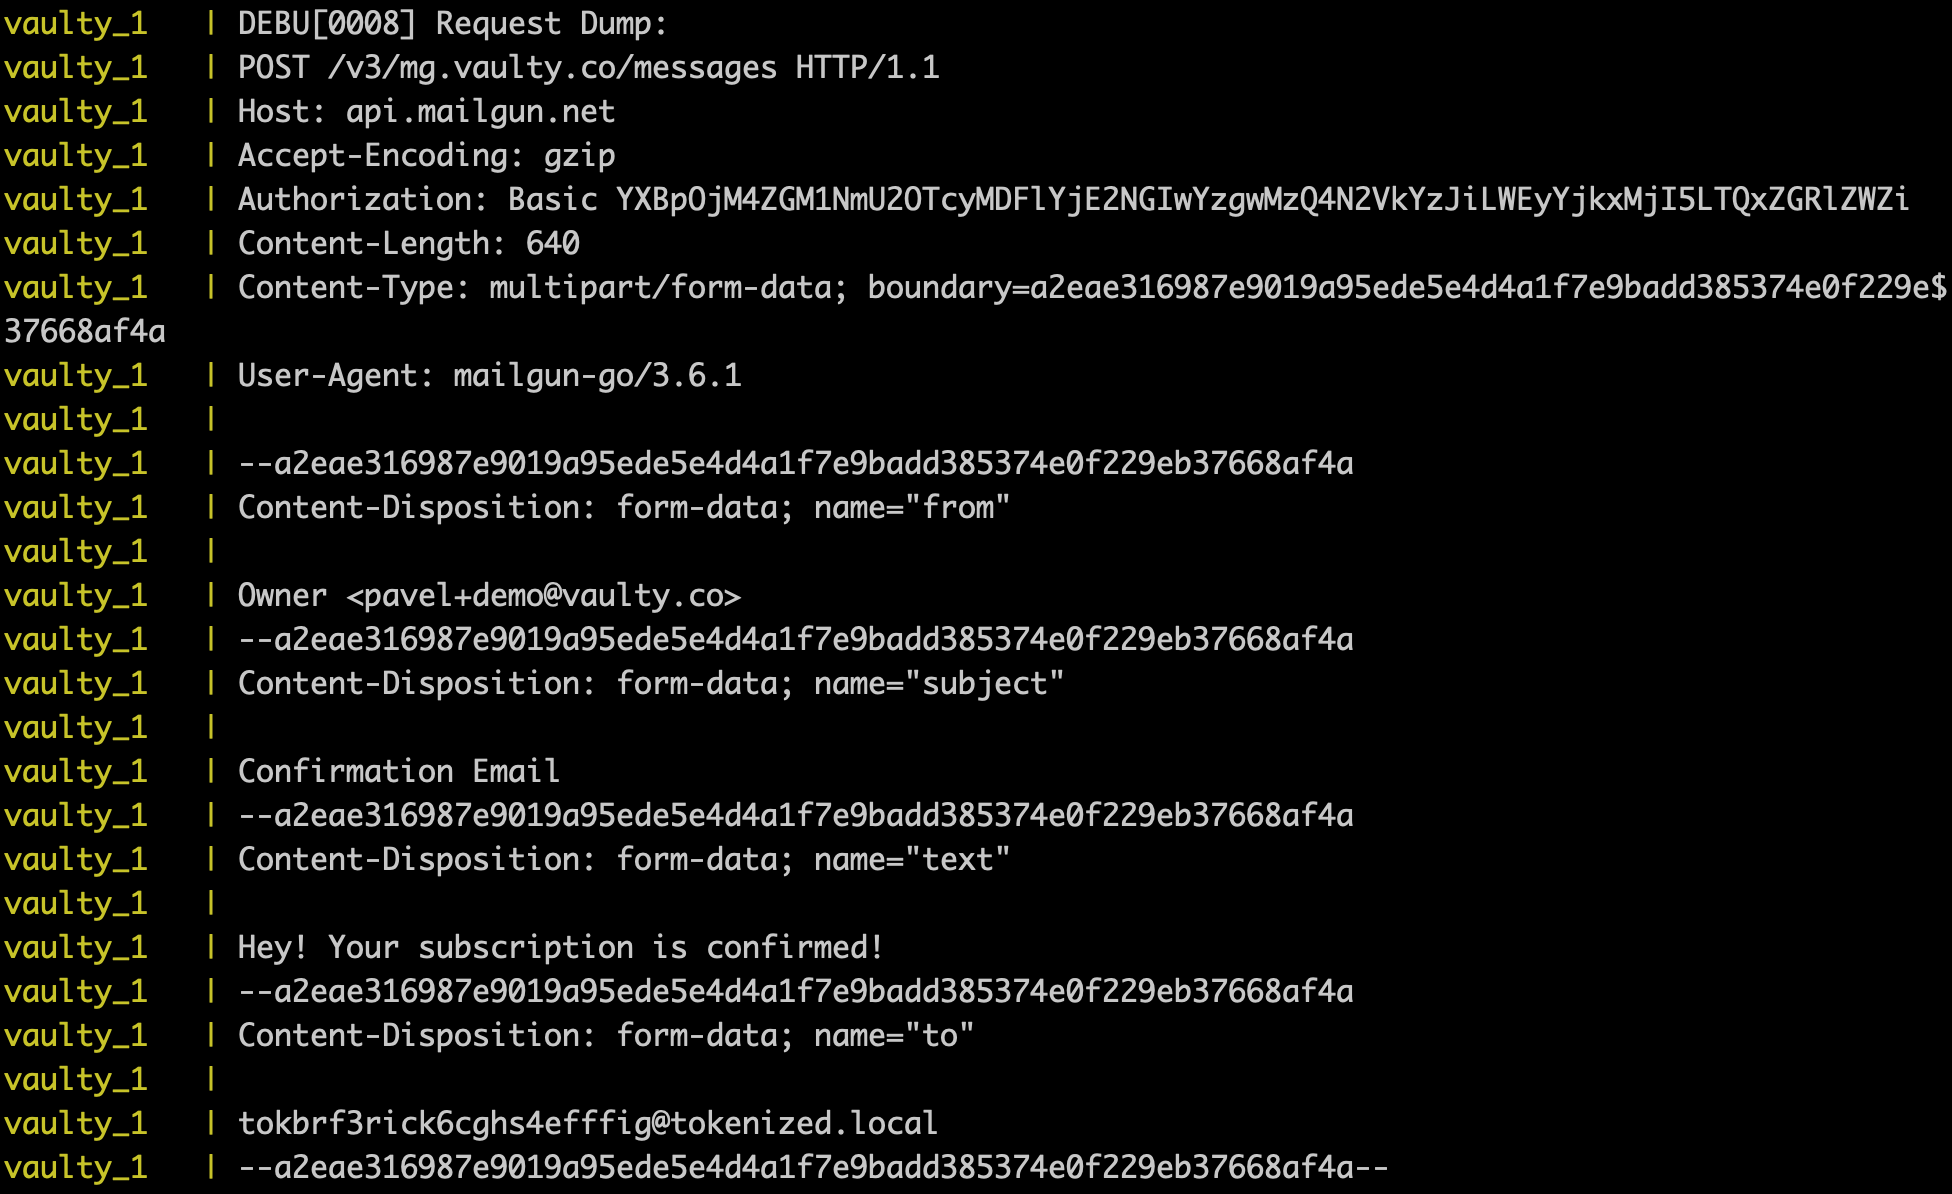 vaulty_1   | DEBU[0008] Request Dump:
vaulty_1   | POST /v3/mg.vaulty.co/messages HTTP/1.1
vaulty_1   | Host: api.mailgun.net
vaulty_1   | Accept-Encoding: gzip
vaulty_1   | Authorization: Basic YXBpOjM4ZGM1NmU2OTcyMDFlYjE2NGIwYzgwMzQ4N2VkYzJiLWEyYjkxMjI5LTQxZGRlZWZi
vaulty_1   | Content-Length: 640
vaulty_1   | Content-Type: multipart/form-data; boundary=a2eae316987e9019a95ede5e4d4a1f7e9badd385374e0f229e$
37668af4a
vaulty_1   | User-Agent: mailgun-go/3.6.1
vaulty_1   |
vaulty_1   | --a2eae316987e9019a95ede5e4d4a1f7e9badd385374e0f229eb37668af4a
vaulty_1   | Content-Disposition: form-data; name="from"
vaulty_1   |
vaulty_1   | Owner <pavel+demo@vaulty.co>
vaulty_1   | --a2eae316987e9019a95ede5e4d4a1f7e9badd385374e0f229eb37668af4a
vaulty_1   | Content-Disposition: form-data; name="subject"
vaulty_1   |
vaulty_1   | Confirmation Email
vaulty_1   | --a2eae316987e9019a95ede5e4d4a1f7e9badd385374e0f229eb37668af4a
vaulty_1   | Content-Disposition: form-data; name="text"
vaulty_1   |
vaulty_1   | Hey! Your subscription is confirmed!
vaulty_1   | --a2eae316987e9019a95ede5e4d4a1f7e9badd385374e0f229eb37668af4a
vaulty_1   | Content-Disposition: form-data; name="to"
vaulty_1   |
vaulty_1   | tokbrf3rick6cghs4efffig@tokenized.local
vaulty_1   | --a2eae316987e9019a95ede5e4d4a1f7e9badd385374e0f229eb37668af4a--